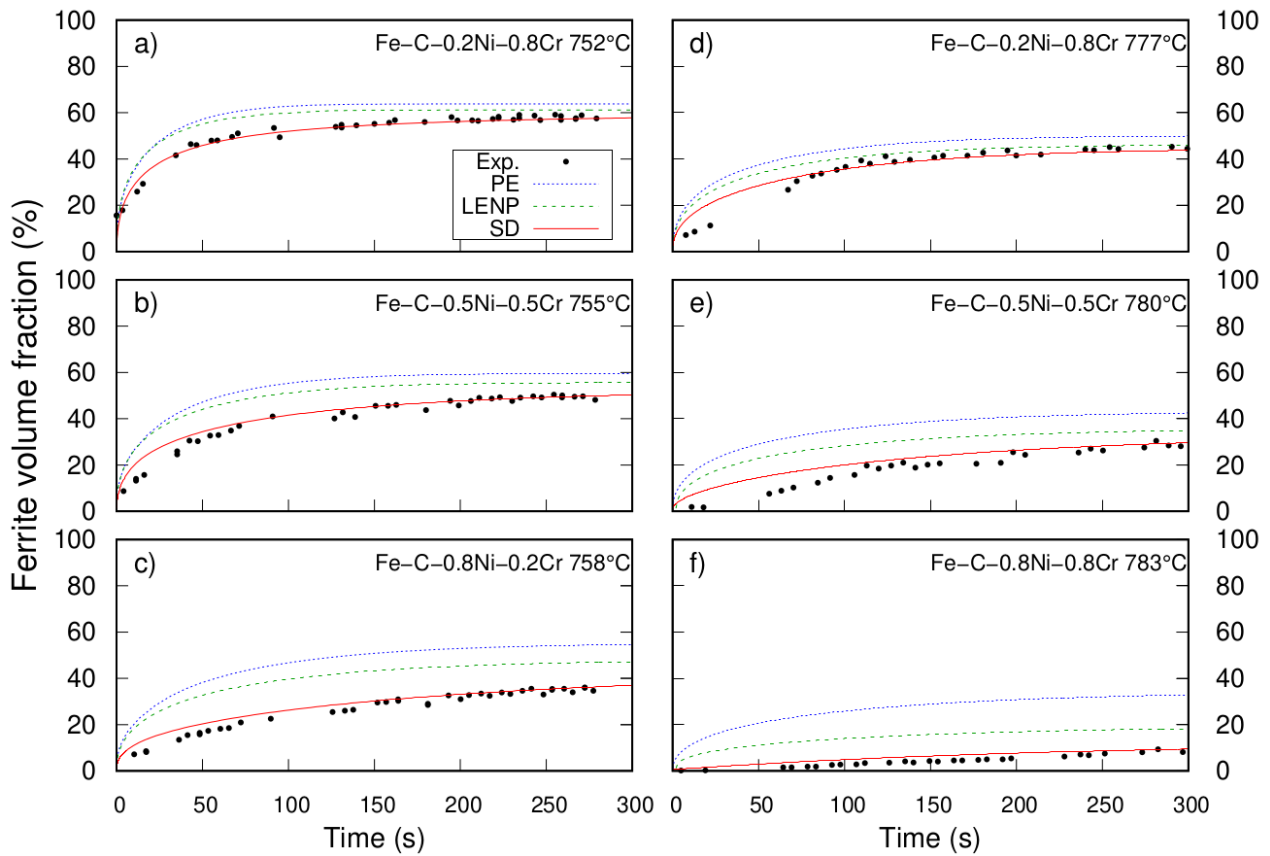 Ferrite volume fraction (%)
a)
Fe−C−0.2Ni−0.8Cr 752°C
100
80
60
40
20
0
Exp.
PE
LENP
SD
d)
Fe−C−0.2Ni−0.8Cr 777°C
100
80
60
40
20
0
b)
Fe−C−0.5Ni−0.5Cr 755°C
100
80
60
40
20
0
e)
Fe−C−0.5Ni−0.5Cr 780°C
100
80
60
40
20
0
c)
Fe−C−0.8Ni−0.2Cr 758°C
100
80
60
40
20
0
0 50 100 150 200 250 300
Time (s)
f)
Fe−C−0.8Ni−0.8Cr 783°C
100
80
60
40
20
0
0 50 100 150 200 250 300
Time (s)